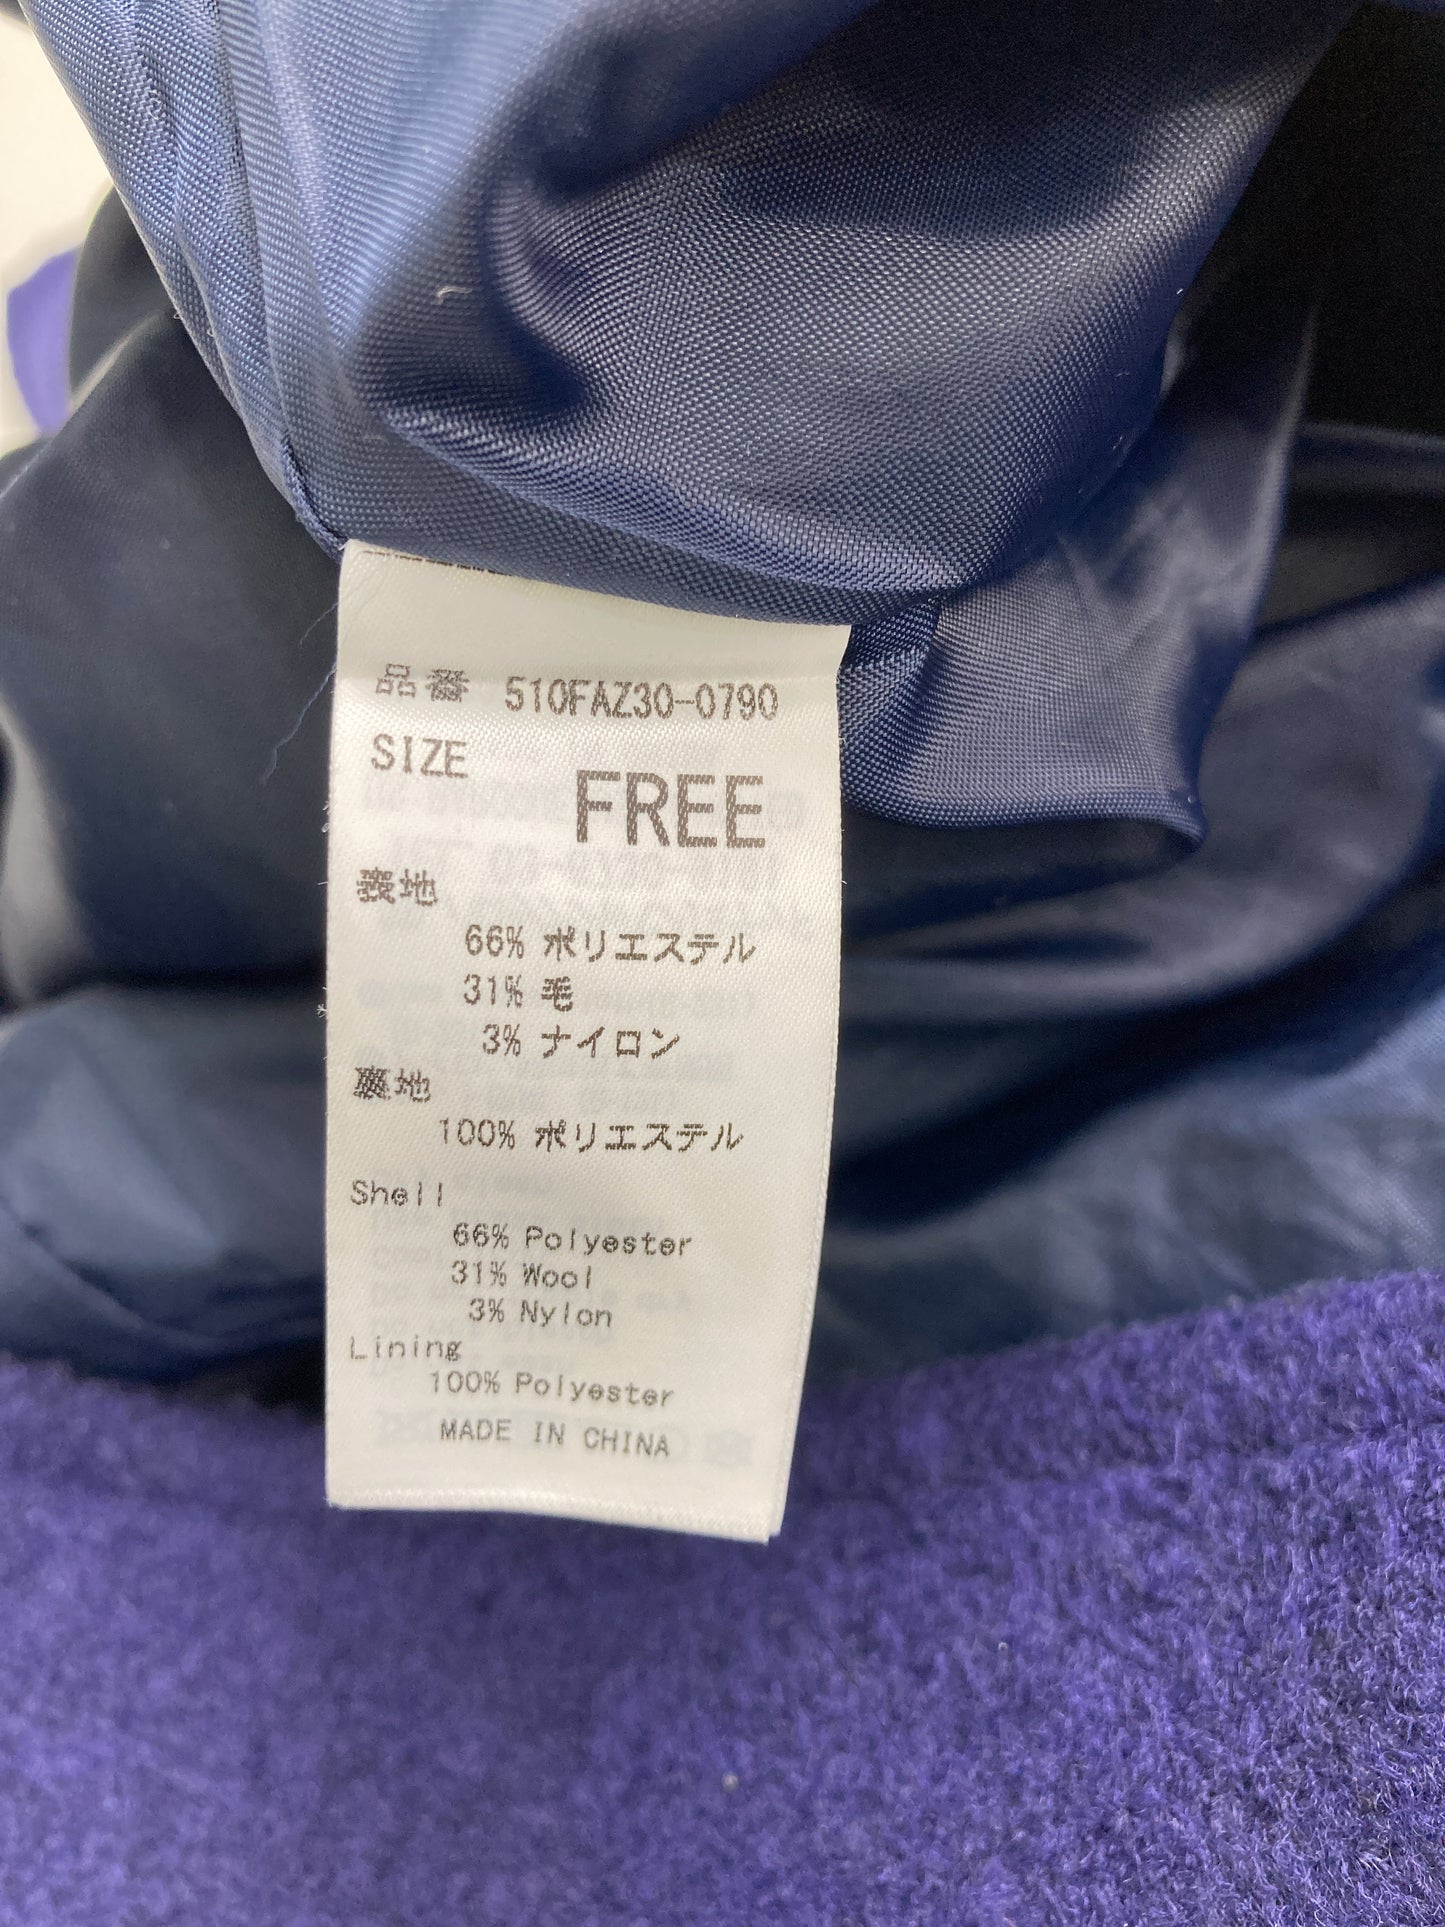 品番 510FAZ30-0790
SIZE
FREE
表地
66% ポリエステル
31% 毛
3% ナイロン
裏地
100% ポリエステル
Shell
66% Polyester
31% Wool
3% Nylon
Lining
100% Polyester
MADE IN CHINA